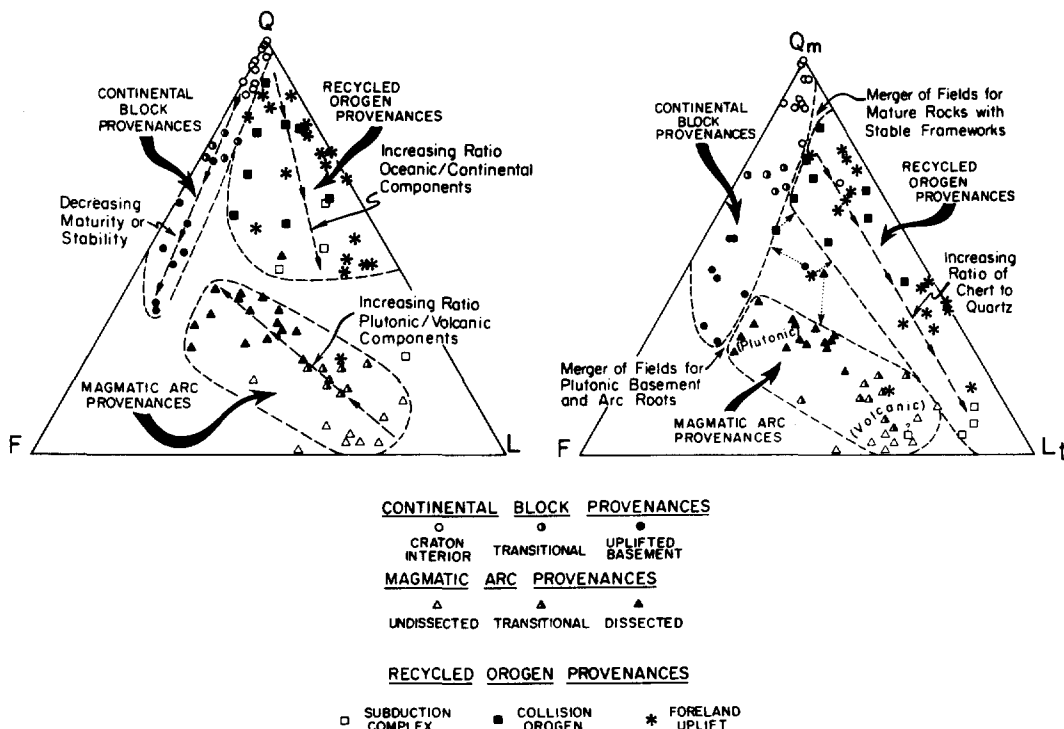 Q
CONTINENTAL
BLOCK
PROVENANCES
RECYCLED
OROGEN
PROVENANCES
Increasing Ratio
Oceanic/Continental
Components
Decreasing
Maturity or
Stability
Increasing Ratio
Plutonic/Volcanic
Components
MAGMATIC ARC
PROVENANCES
F
L
Qm
CONTINENTAL
BLOCK
PROVENANCES
Merger of Fields for
Mature Rocks with
Stable Frameworks
RECYCLED
OROGEN
PROVENANCES
Increasing
Ratio of
Chert to
Quartz
(Plutonic)
Merger of Fields for
Plutonic Basement
and Arc Roots
MAGMATIC ARC
PROVENANCES
(Volcanic)
?
F
Lt
CONTINENTAL BLOCK PROVENANCES
CRATON INTERIOR
TRANSITIONAL
UPLIFTED BASEMENT
MAGMATIC ARC PROVENANCES
UNDISSECTED TRANSITIONAL DISSECTED
RECYCLED OROGEN PROVENANCES
SUBDUCTION COMPLEX
COLLISION OROGEN
FORELAND UPLIFT